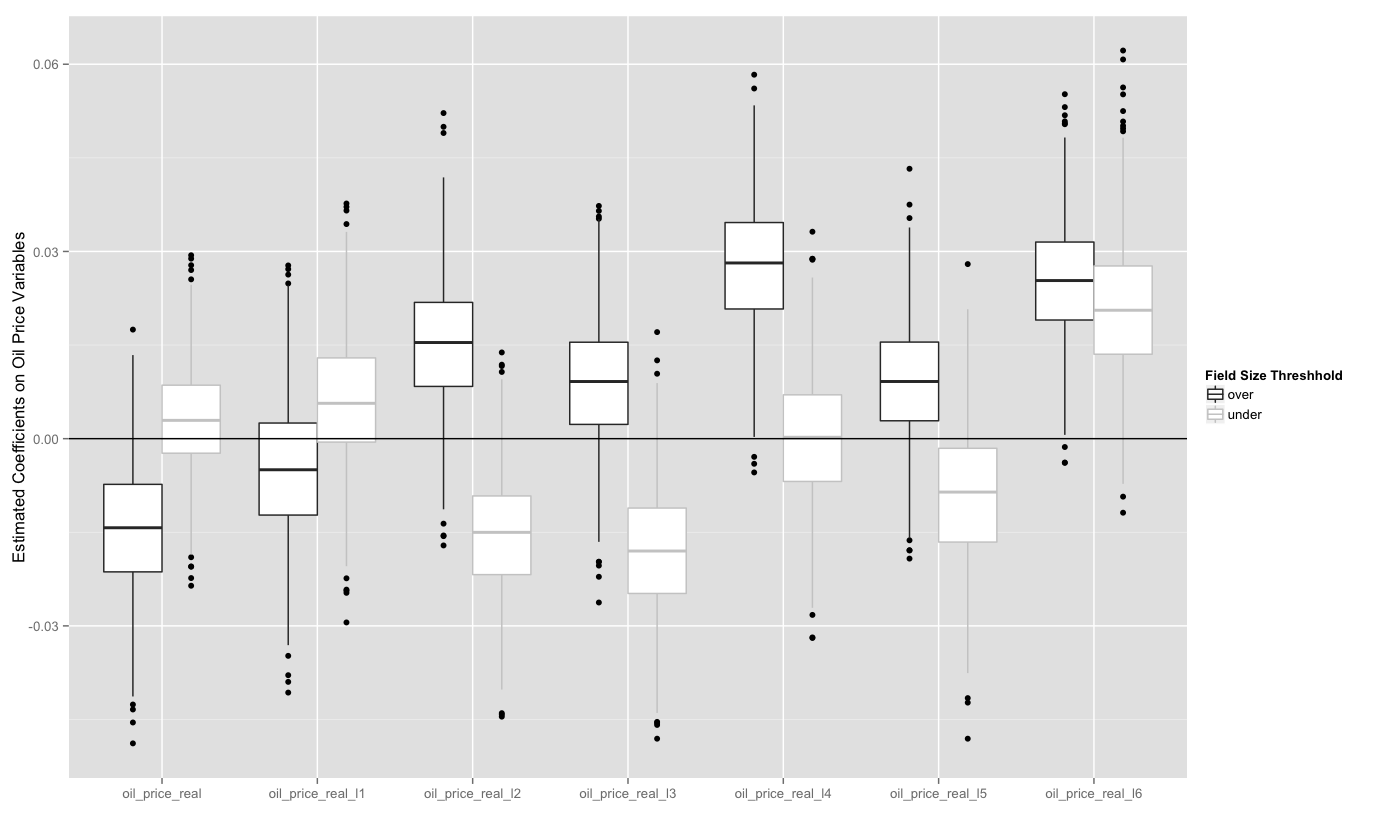 Estimated Coefficients on Oil Price Variables
0.06
0.03
0.00
-0.03
oil_price_real
oil_price_real_l1
oil_price_real_l2
oil_price_real_l3
oil_price_real_l4
oil_price_real_l5
oil_price_real_l6
Field Size Threshhold
over
under